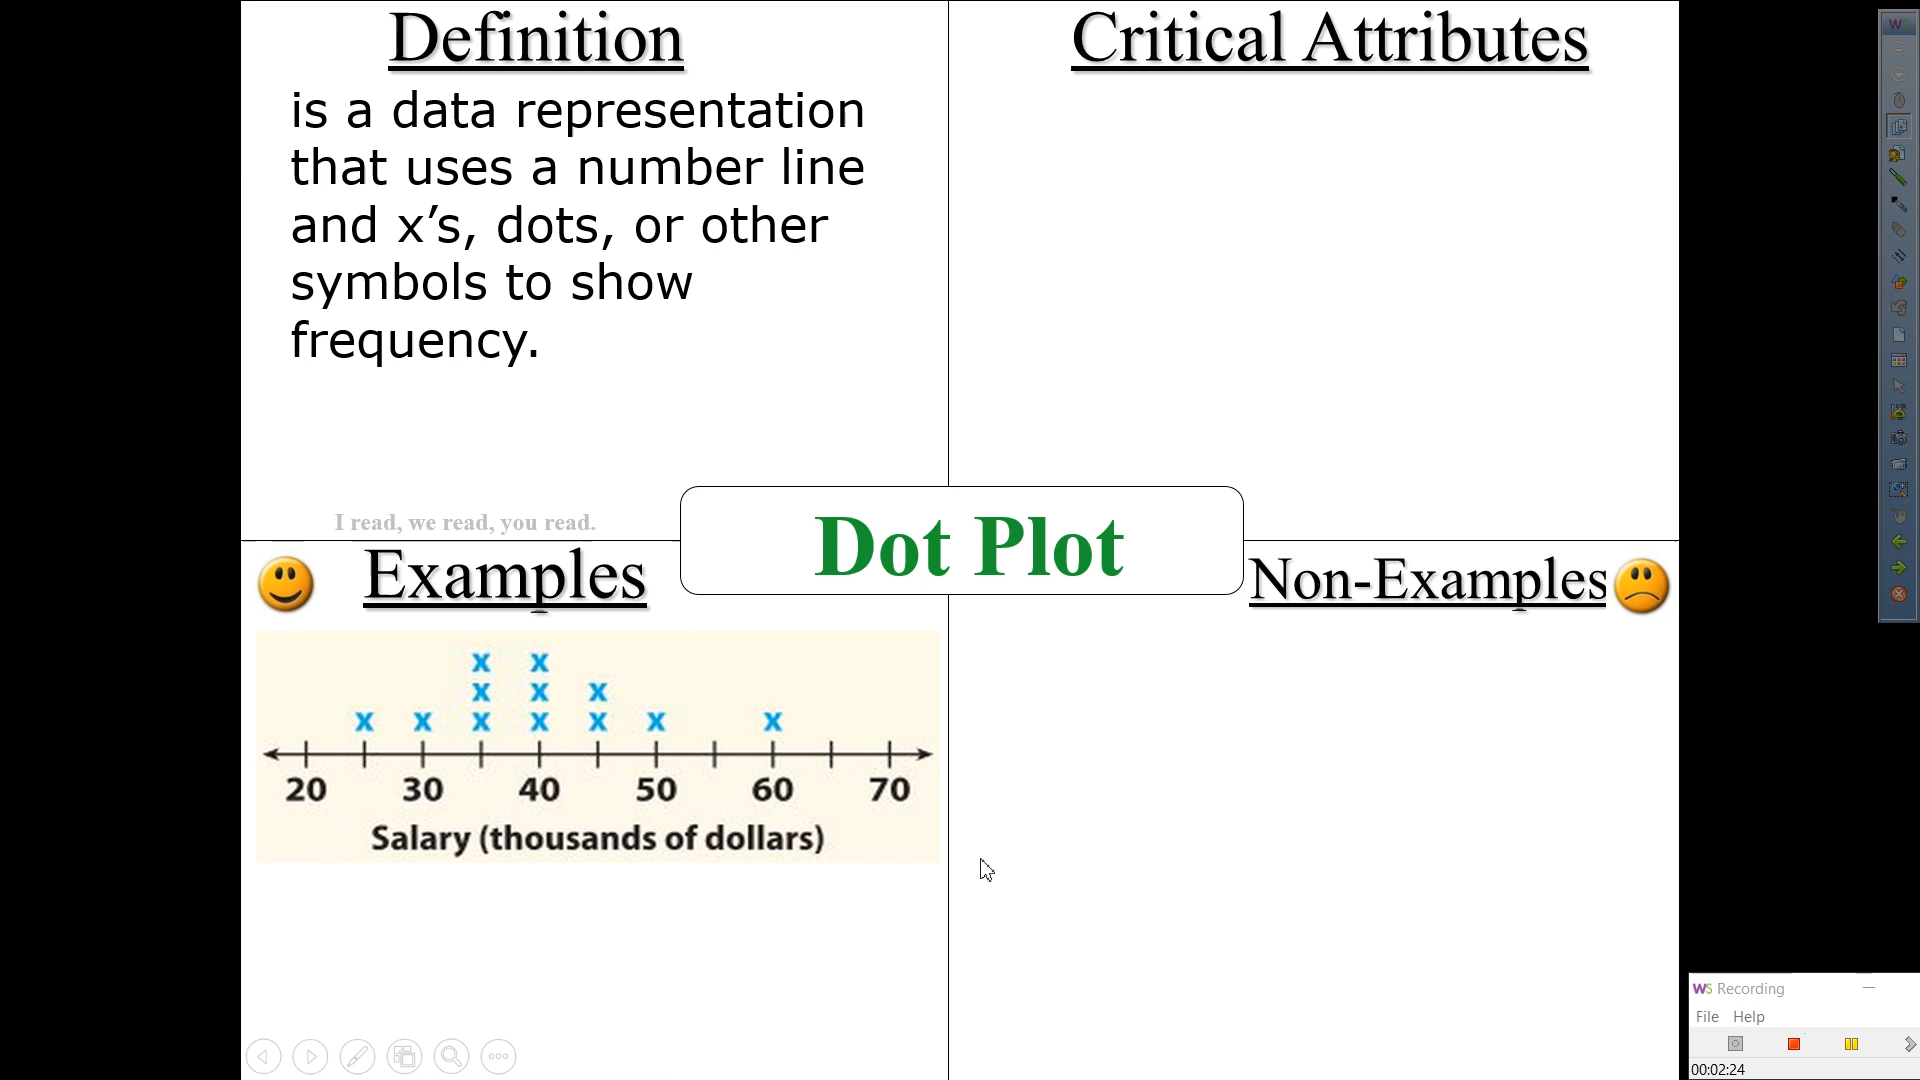 Definition
is a data representation
that uses a number line
and x’s, dots, or other
symbols to show
frequency.
I read, we read, you read.
Critical Attributes
Dot Plot
Examples
x x
x x x
x x x x x x x
20 30 40 50 60 70
Salary (thousands of dollars)
Non-Examples
WS
WS Recording
File Help
00:02:24